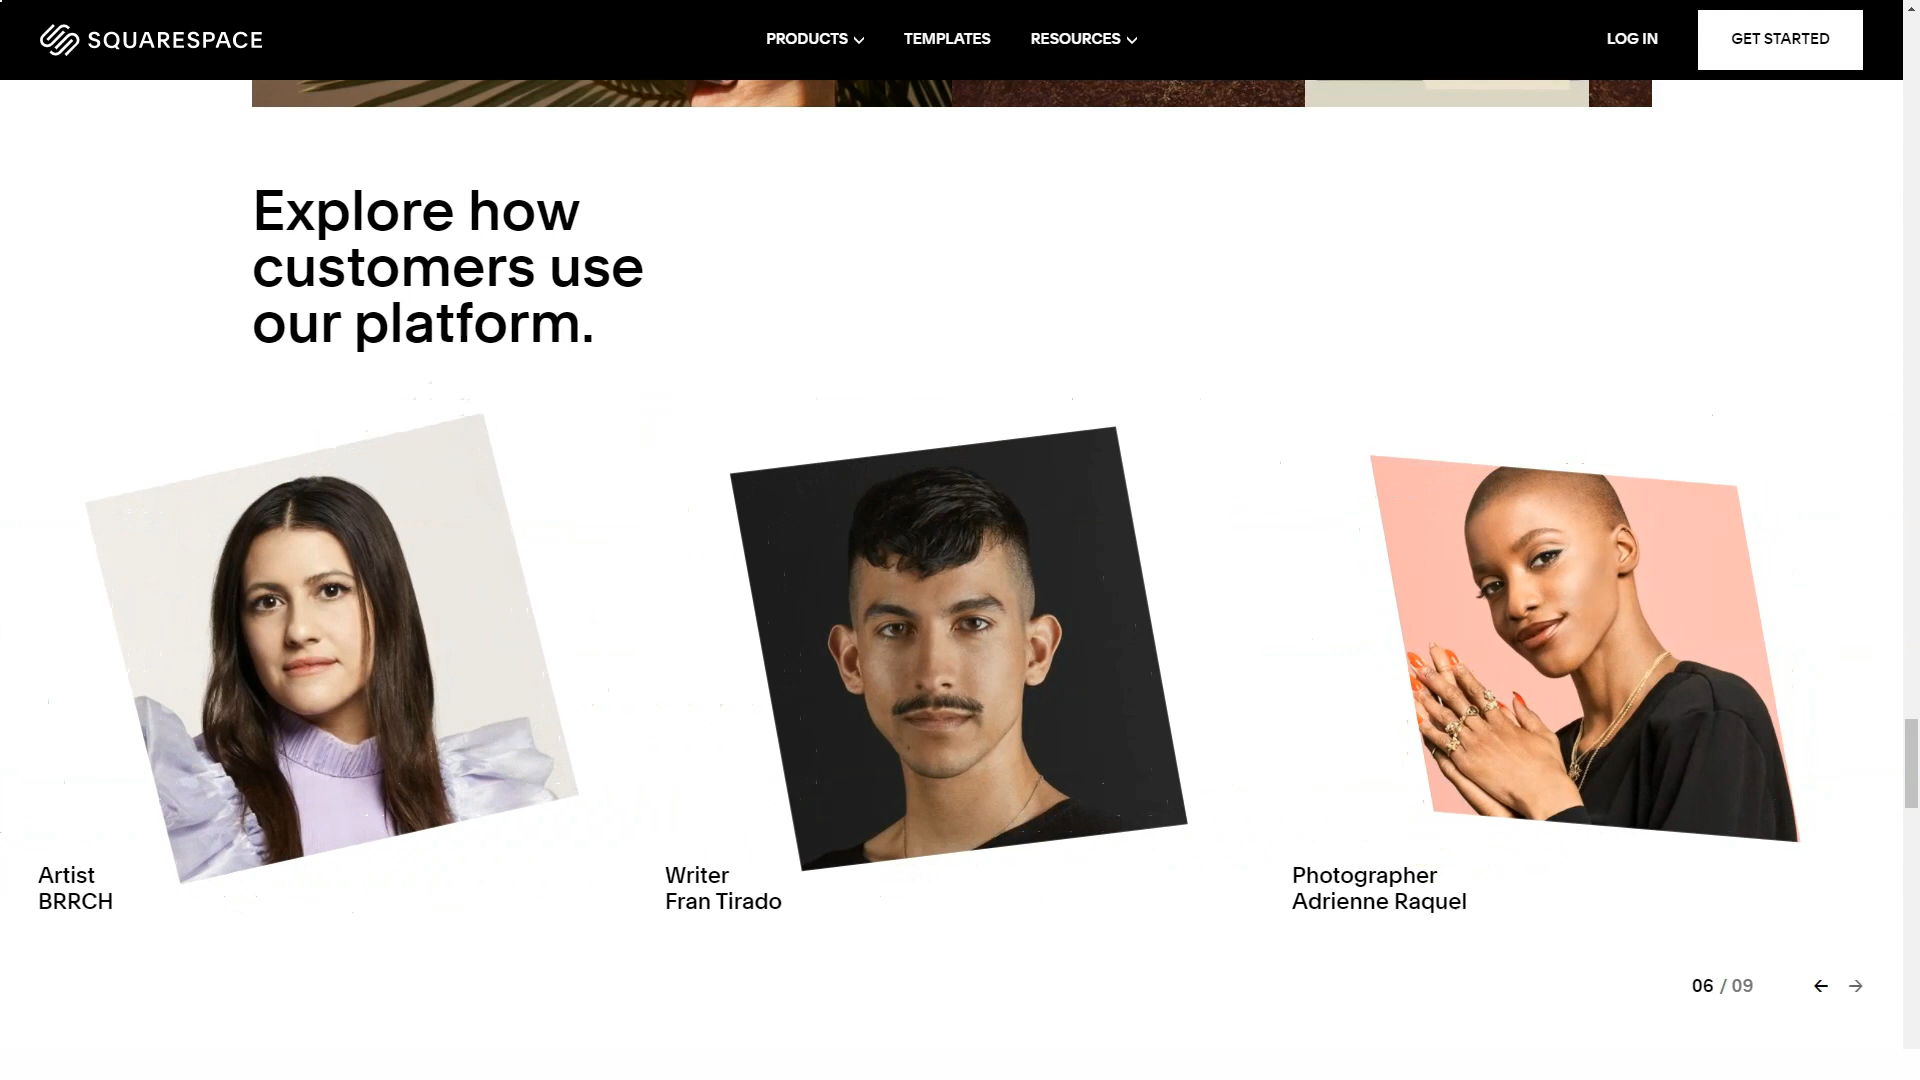 SQUARESPACE
PRODUCTS
TEMPLATES
RESOURCES
LOG IN
GET STARTED
Explore how
customers use
our platform.
Artist
BRRCH
Writer
Fran Tirado
Photographer
Adrienne Raquel
06 / 09